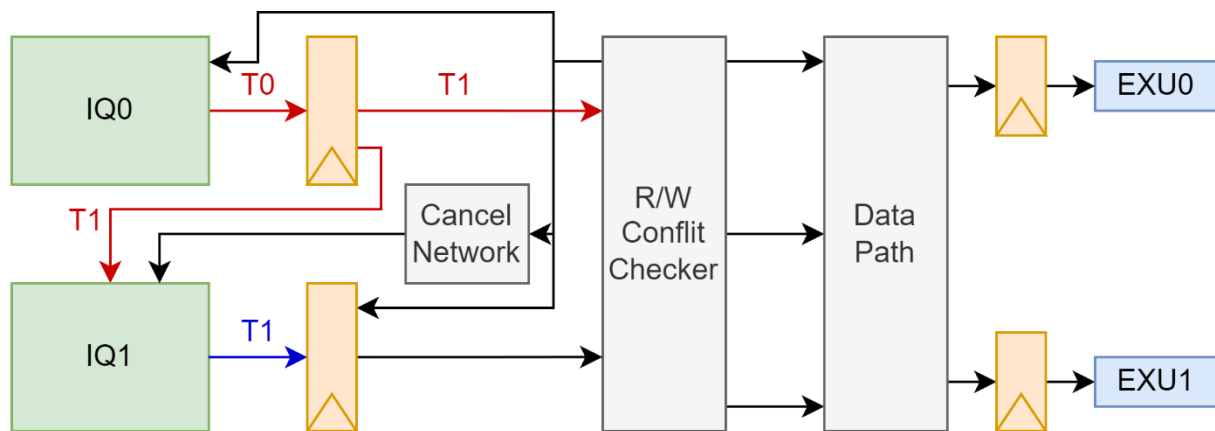 IQ0
T0
T1
EXU0
T1
Cancel
Network
R/W
Conflit
Checker
Data
Path
IQ1
T1
EXU1